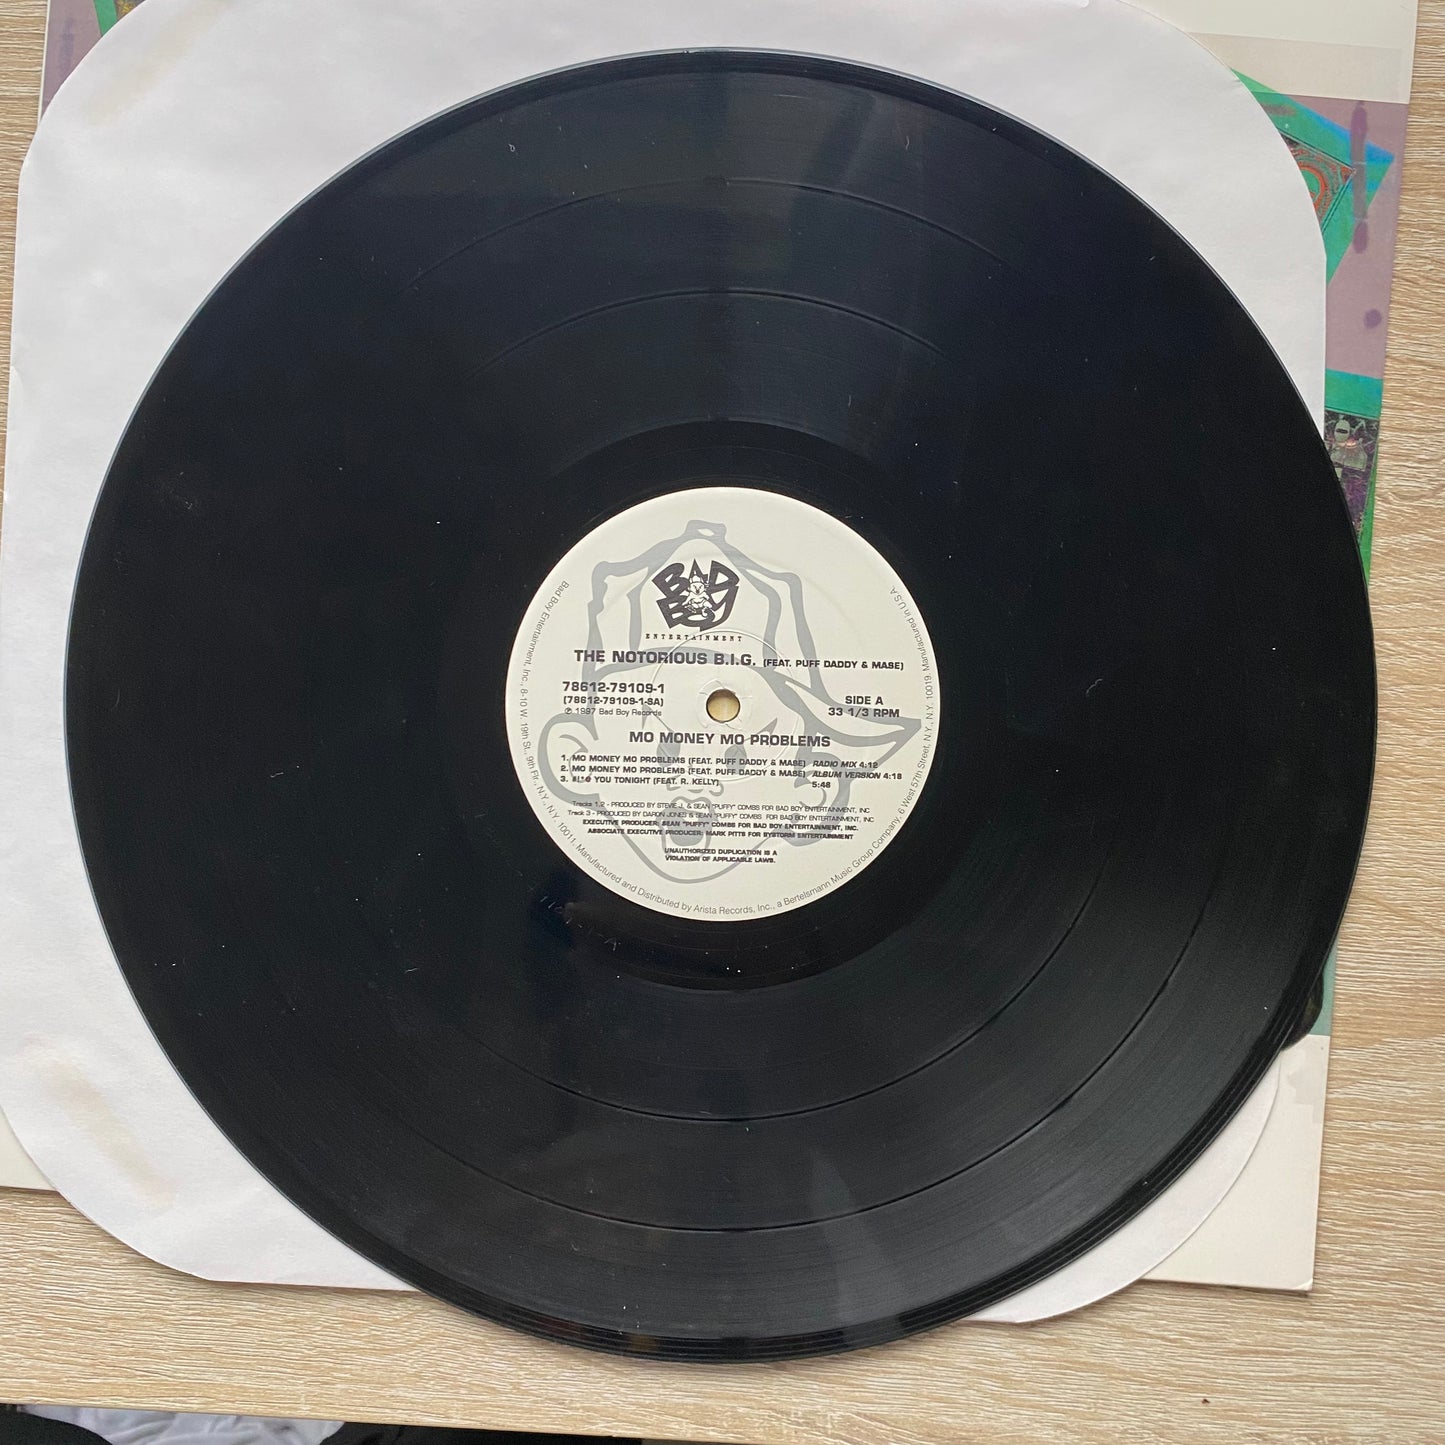 BAD
BOY
ENTERTAINMENT
THE NOTORIOUS B.I.G. (FEAT. PUFF DADDY & MASE)
78612-79109-1
(78612-79109-1-SA)
℗ 1997 Bad Boy Records
SIDE A
33 1/3 RPM
MO MONEY MO PROBLEMS
1. MO MONEY MO PROBLEMS (FEAT. PUFF DADDY & MASE) RADIO MIX 4:12
2. MO MONEY MO PROBLEMS (FEAT. PUFF DADDY & MASE) ALBUM VERSION 4:18
3. YOU TONIGHT (FEAT. R. KELLY) 5:48
Tracks 1,2 - PRODUCED BY STEVIE J. & SEAN "PUFFY" COMBS FOR BAD BOY ENTERTAINMENT, INC
Track 3 - PRODUCED BY DARON JONES & SEAN "PUFFY" COMBS FOR BAD BOY ENTERTAINMENT, INC
EXECUTIVE PRODUCER: SEAN "PUFFY" COMBS FOR BAD BOY ENTERTAINMENT, INC.
ASSOCIATE EXECUTIVE PRODUCER: MARK PITTS FOR BYSTORM ENTERTAINMENT
UNAUTHORIZED DUPLICATION IS A
VIOLATION OF APPLICABLE LAWS.
Bad Boy Entertainment, Inc., 8-10 W. 19th St., 9th Flr., N.Y., N.Y. 10011. Manufactured and Distributed by Arista Records, Inc., a Bertelsmann Music Group Company, 6 West 57th Street, N.Y., N.Y. 10019. Manufactured in U.S.A.